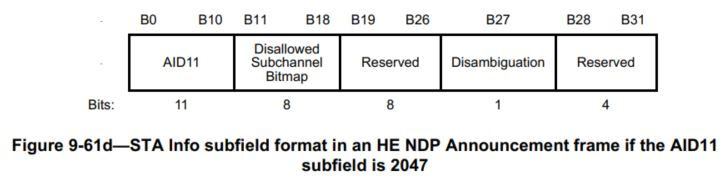 B0 B10 B11 B18 B19 B26 B27 B28 B31
AID11
Disallowed
Subchannel
Bitmap
Reserved
Disambiguation
Reserved
Bits: 11 8 8 1 4
Figure 9-61d—STA Info subfield format in an HE NDP Announcement frame if the AID11
subfield is 2047